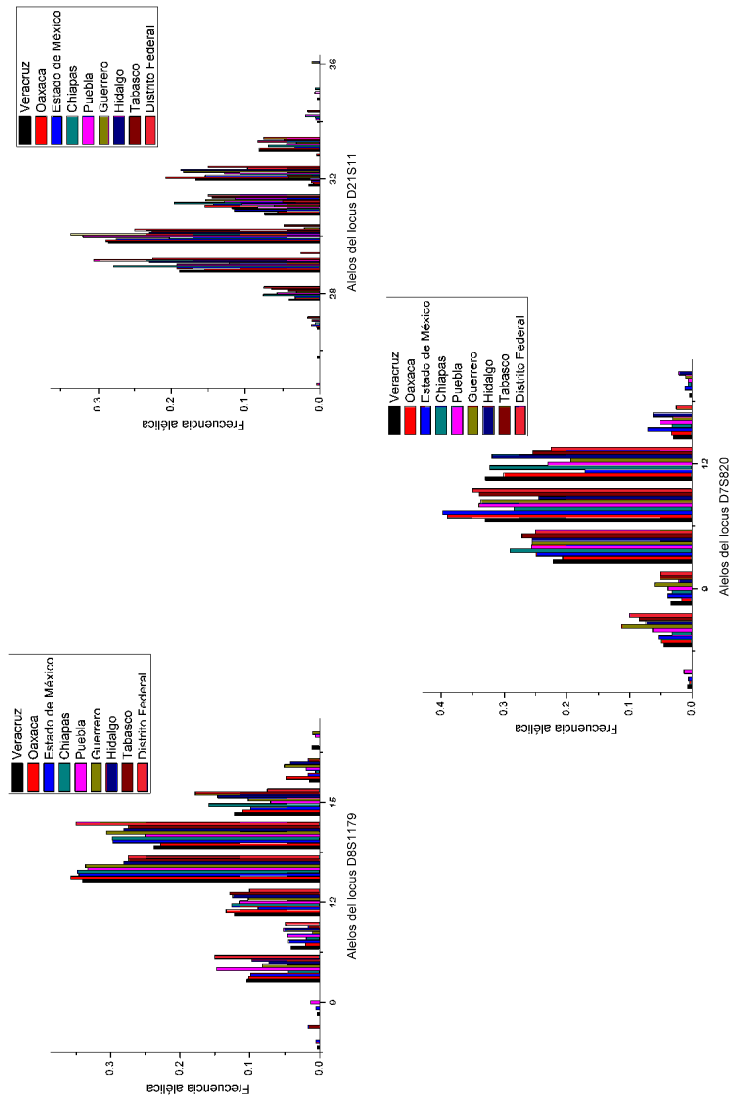 Veracruz
Oaxaca
Estado de México
Chiapas
Puebla
Guerrero
Hidalgo
Tabasco
Distrito Federal
Frecuencia alélica
0.3
0.2
0.1
0.0
9
12
15
Alelos del locus D8S1179
Veracruz
Oaxaca
Estado de México
Chiapas
Puebla
Guerrero
Hidalgo
Tabasco
Distrito Federal
Frecuencia alélica
0.3
0.2
0.1
0.0
28
32
36
Alelos del locus D21S11
Veracruz
Oaxaca
Estado de México
Chiapas
Puebla
Guerrero
Hidalgo
Tabasco
Distrito Federal
Frecuencia alélica
0.4
0.3
0.2
0.1
0.0
9
12
Alelos del locus D7S820